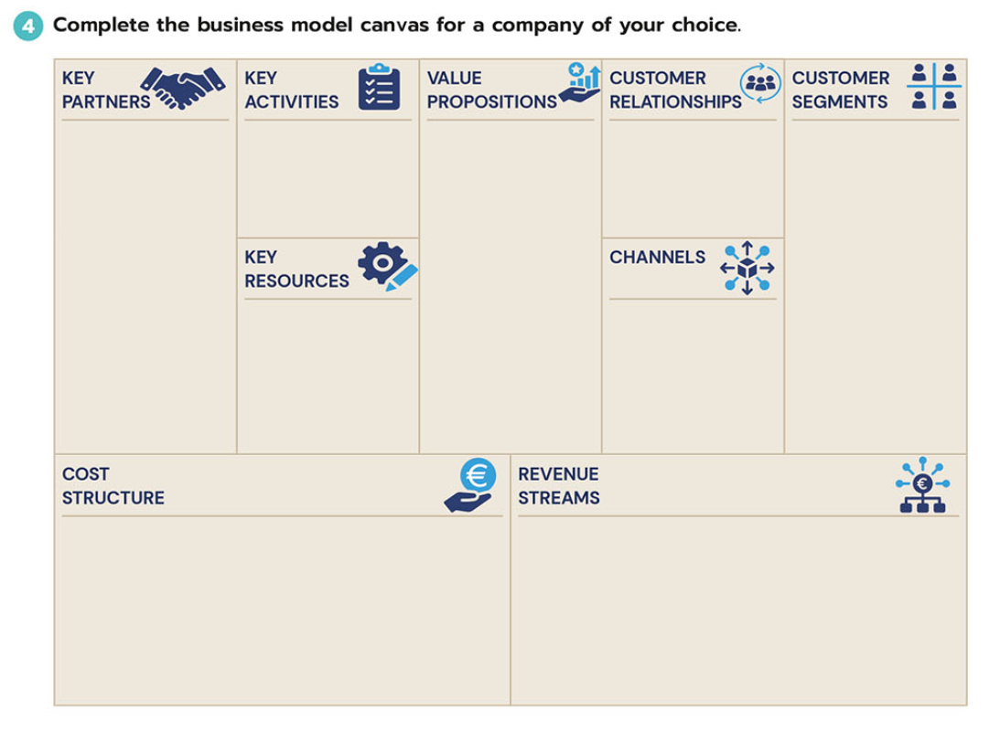 4 Complete the business model canvas for a company of your choice.
KEY
PARTNERS
KEY
ACTIVITIES
VALUE
PROPOSITIONS
CUSTOMER
RELATIONSHIPS
CUSTOMER
SEGMENTS
KEY
RESOURCES
CHANNELS
COST
STRUCTURE
€
REVENUE
STREAMS
€